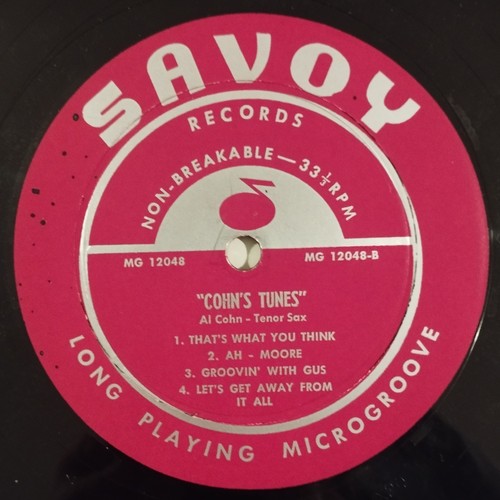 SAVOY
RECORDS
NON-BREAKABLE — 33⅓ RPM
MG 12048
MG 12048-B
"COHN'S TUNES"
Al Cohn - Tenor Sax
1. THAT'S WHAT YOU THINK
2. AH - MOORE
3. GROOVIN' WITH GUS
4. LET'S GET AWAY FROM
IT ALL
LONG PLAYING MICROGROOVE